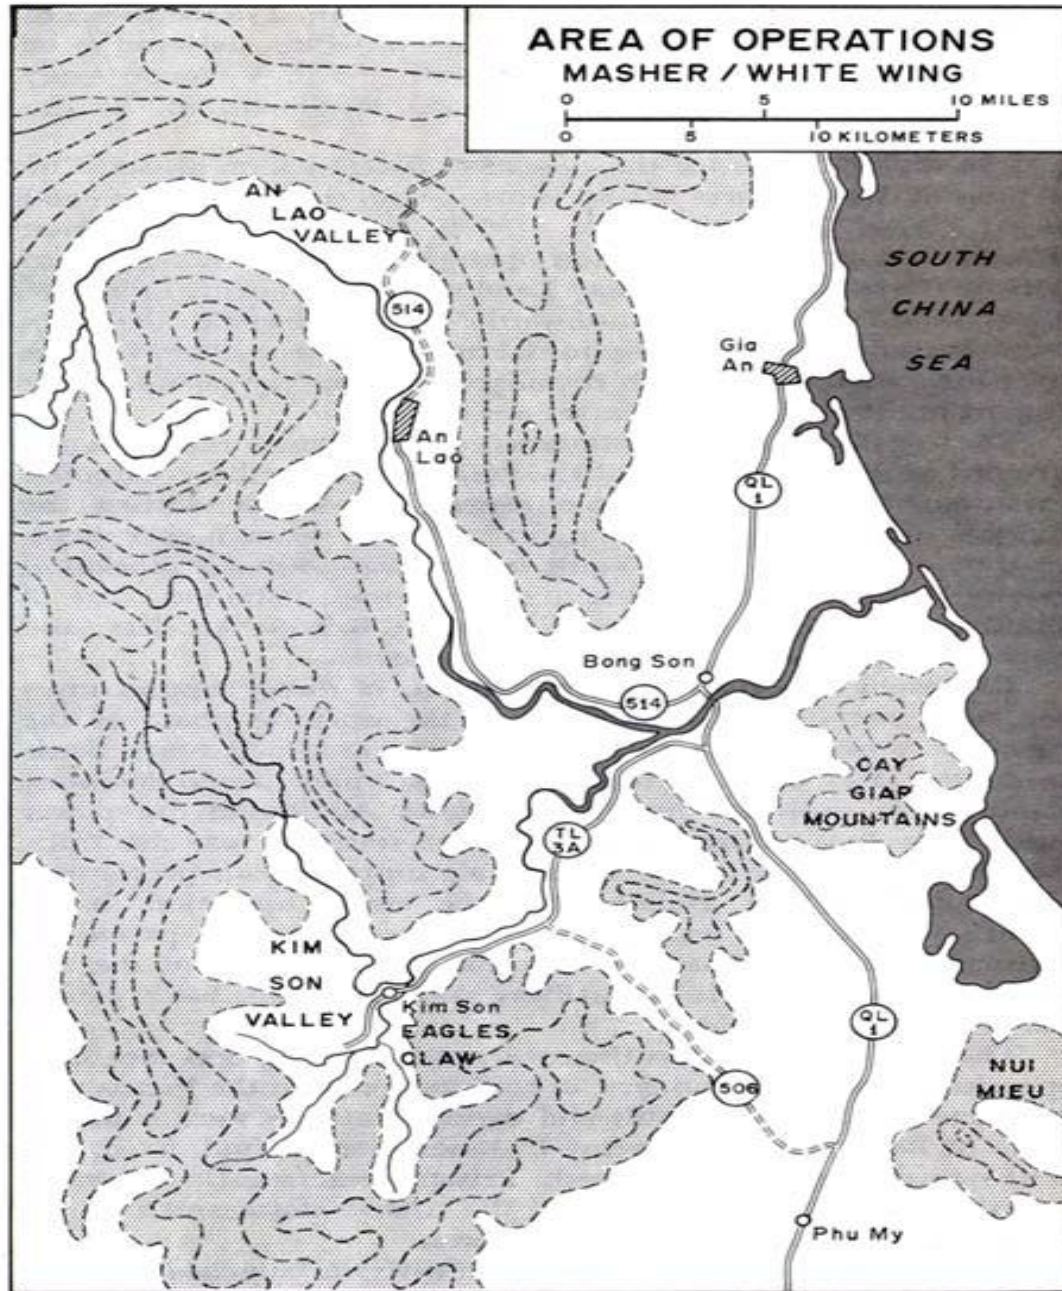 AREA OF OPERATIONS
MASHER / WHITE WING
0 5 10 MILES
0 5 10 KILOMETERS
AN
LAO
VALLEY
514
SOUTH
CHINA
SEA
Gia
An
An
Lao
QL
1
Bong Son
514
CAY
GIAP
MOUNTAINS
TL
3A
KIM
SON
VALLEY
Kim Son
EAGLES
CLAW
QL
1
NUI
MIEU
506
Phu My